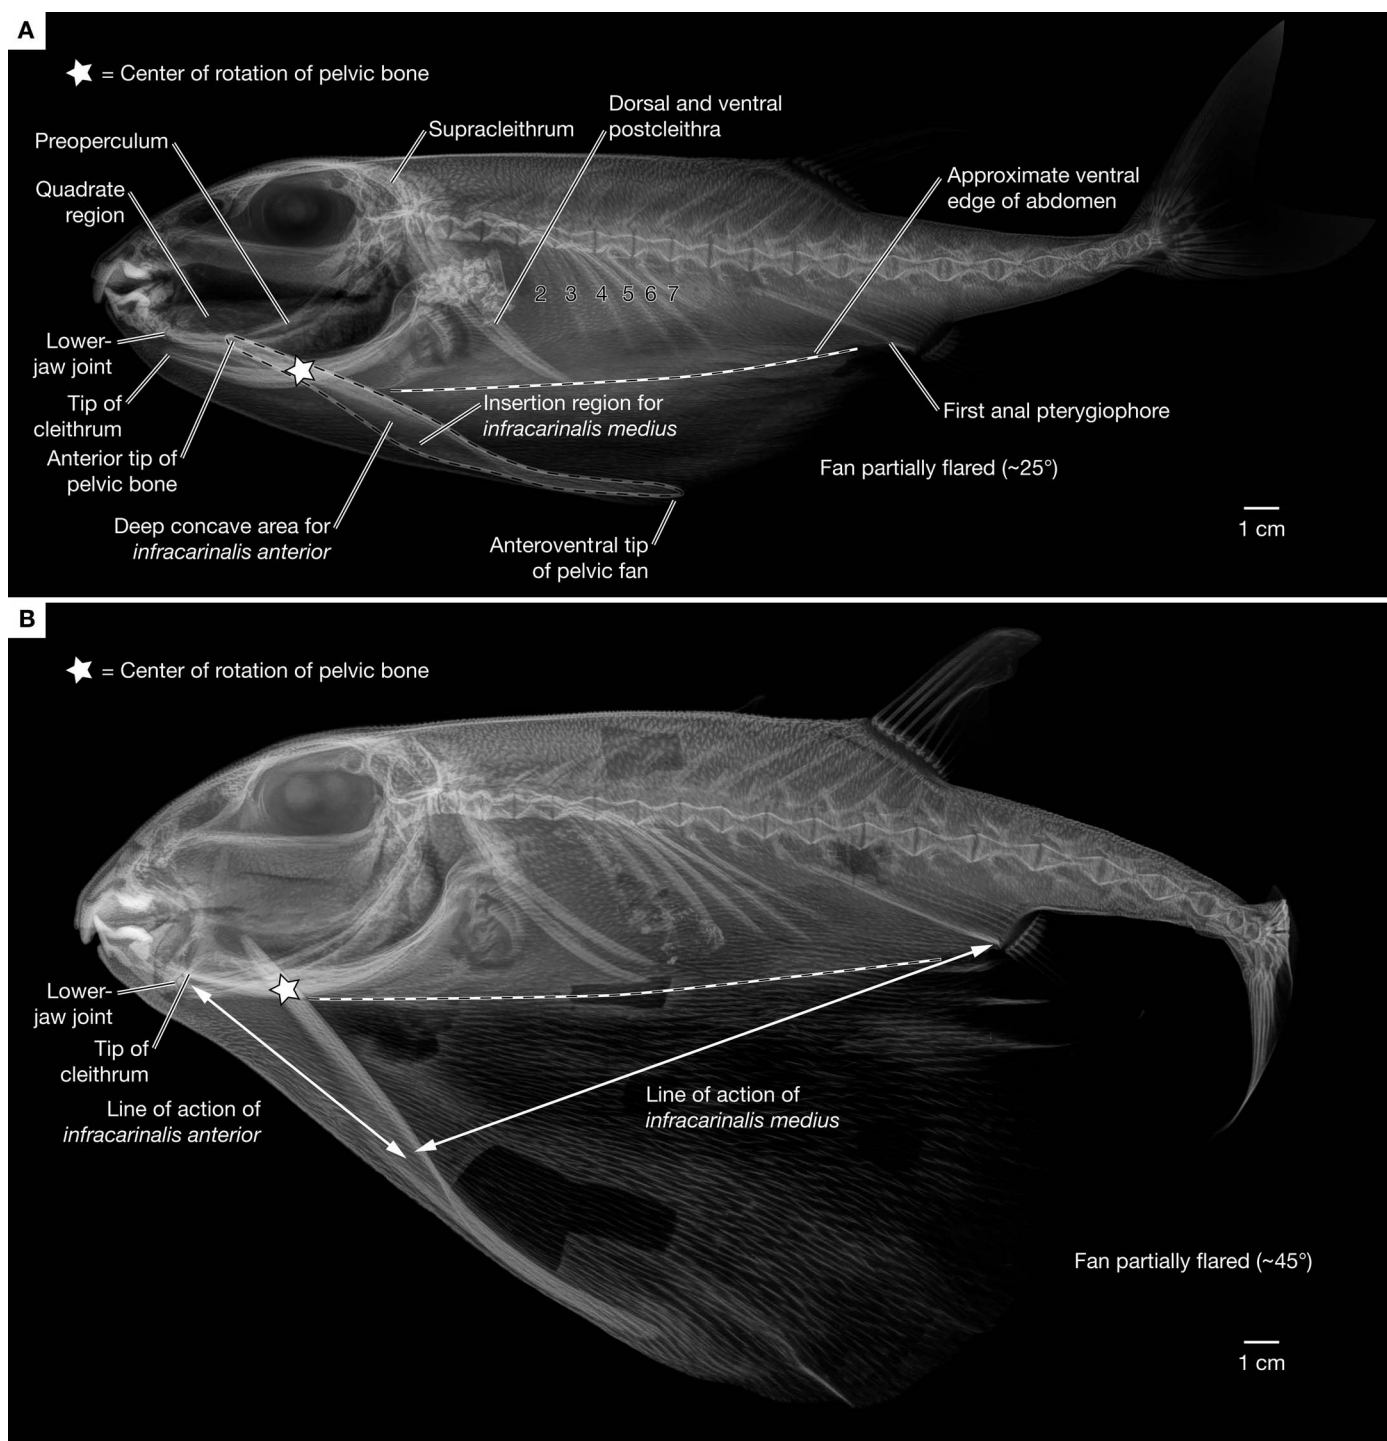 A
= Center of rotation of pelvic bone
Dorsal and ventral
postcleithra
Supracleithrum
Preoperculum
Quadrate
region
Approximate ventral
edge of abdomen
2 3 4 5 6 7
Lower-
jaw joint
Tip of
cleithrum
Anterior tip of
pelvic bone
Insertion region for
infracarinalis medius
First anal pterygiophore
Fan partially flared (~25°)
Deep concave area for
infracarinalis anterior
Anteroventral tip
of pelvic fan
1 cm
B
= Center of rotation of pelvic bone
Lower-
jaw joint
Tip of
cleithrum
Line of action of
infracarinalis anterior
Line of action of
infracarinalis medius
Fan partially flared (~45°)
1 cm